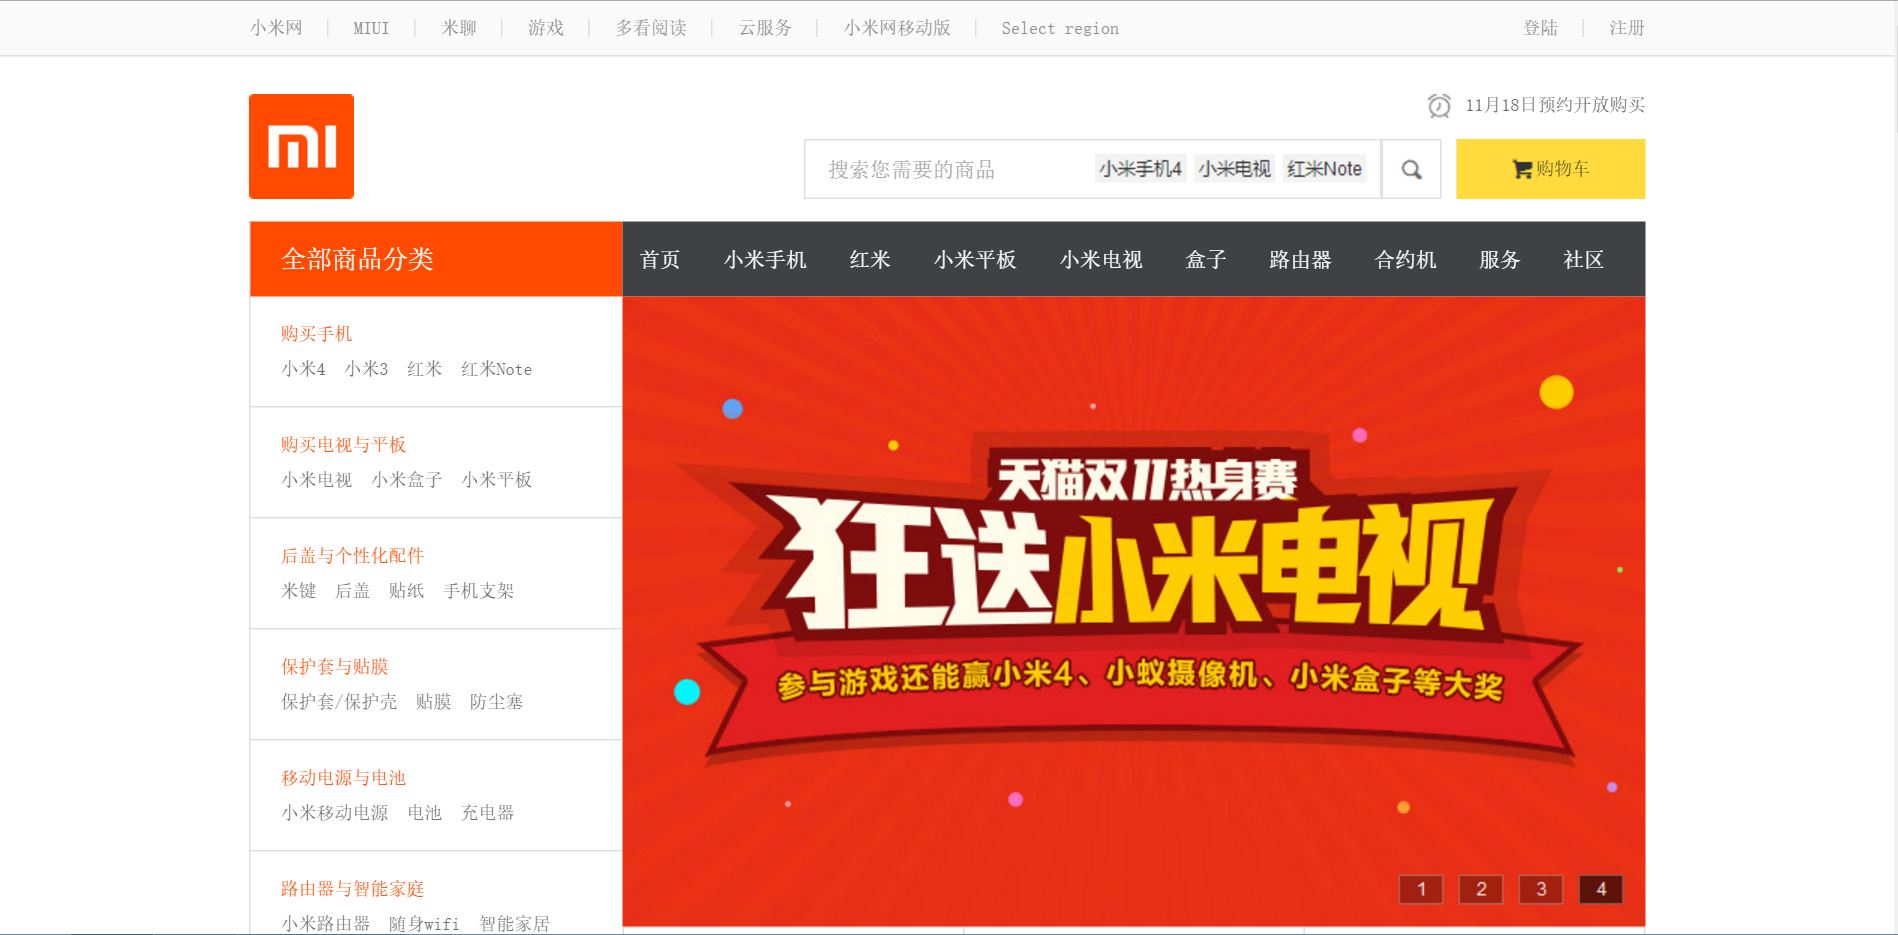 小米网 | MIUI | 米聊 | 游戏 | 多看阅读 | 云服务 | 小米网移动版 | Select region 登陆 | 注册
mi
11月18日预约开放购买
搜索您需要的商品 小米手机4 小米电视 红米Note 购物车
全部商品分类 首页 小米手机 红米 小米平板 小米电视 盒子 路由器 合约机 服务 社区
购买手机
小米4 小米3 红米 红米Note
购买电视与平板
小米电视 小米盒子 小米平板
后盖与个性化配件
米键 后盖 贴纸 手机支架
保护套与贴膜
保护套/保护壳 贴膜 防尘塞
移动电源与电池
小米移动电源 电池 充电器
路由器与智能家庭
小米路由器 随身wifi 智能家居
天猫双11热身赛
狂送小米电视
参与游戏还能赢小米4、小蚁摄像机、小米盒子等大奖
1 2 3 4